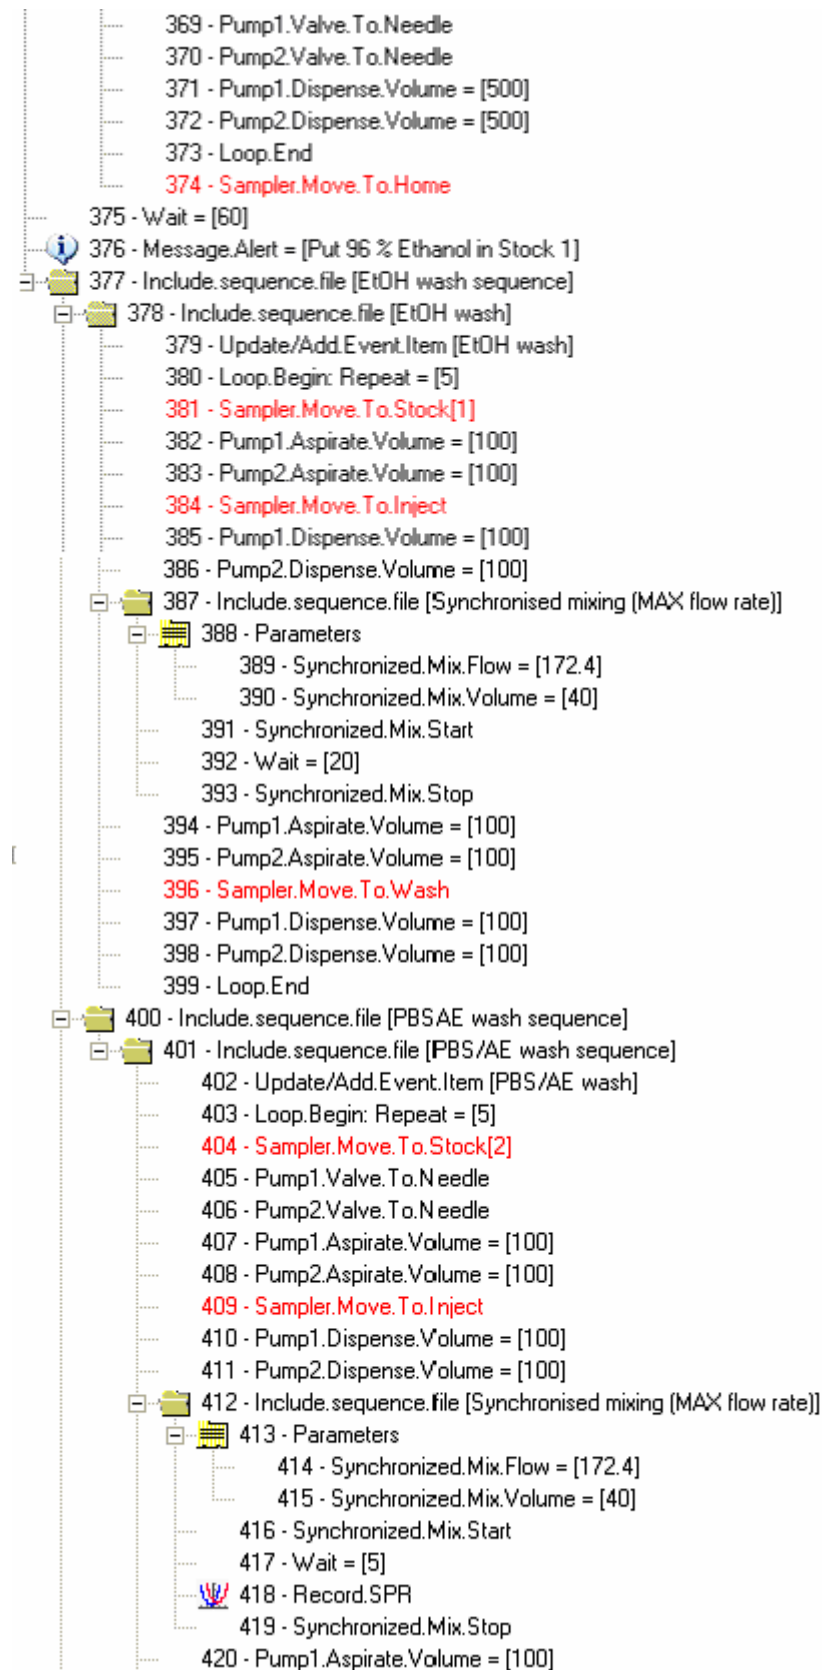 369 - Pump1.Valve.To.Needle
370 - Pump2.Valve.To.Needle
371 - Pump1.Dispense.Volume = [500]
372 - Pump2.Dispense.Volume = [500]
373 - Loop.End
374 - Sampler.Move.To.Home
375 - Wait = [60]
376 - Message.Alert = [Put 96 % Ethanol in Stock 1]
377 - Include.sequence.file [EtOH wash sequence]
378 - Include.sequence.file [EtOH wash]
379 - Update/Add.Event.Item [EtOH wash]
380 - Loop.Begin: Repeat = [5]
381 - Sampler.Move.To.Stock[1]
382 - Pump1.Aspirate.Volume = [100]
383 - Pump2.Aspirate.Volume = [100]
384 - Sampler.Move.To.Inject
385 - Pump1.Dispense.Volume = [100]
386 - Pump2.Dispense.Volume = [100]
387 - Include.sequence.file [Synchronised mixing (MAX flow rate)]
388 - Parameters
389 - Synchronized.Mix.Flow = [172.4]
390 - Synchronized.Mix.Volume = [40]
391 - Synchronized.Mix.Start
392 - Wait = [20]
393 - Synchronized.Mix.Stop
394 - Pump1.Aspirate.Volume = [100]
395 - Pump2.Aspirate.Volume = [100]
396 - Sampler.Move.To.Wash
397 - Pump1.Dispense.Volume = [100]
398 - Pump2.Dispense.Volume = [100]
399 - Loop.End
400 - Include.sequence.file [PBSAE wash sequence]
401 - Include.sequence.file [PBS/AE wash sequence]
402 - Update/Add.Event.Item [PBS/AE wash]
403 - Loop.Begin: Repeat = [5]
404 - Sampler.Move.To.Stock[2]
405 - Pump1.Valve.To.Needle
406 - Pump2.Valve.To.Needle
407 - Pump1.Aspirate.Volume = [100]
408 - Pump2.Aspirate.Volume = [100]
409 - Sampler.Move.To.Inject
410 - Pump1.Dispense.Volume = [100]
411 - Pump2.Dispense.Volume = [100]
412 - Include.sequence.file [Synchronised mixing (MAX flow rate)]
413 - Parameters
414 - Synchronized.Mix.Flow = [172.4]
415 - Synchronized.Mix.Volume = [40]
416 - Synchronized.Mix.Start
417 - Wait = [5]
418 - Record.SPR
419 - Synchronized.Mix.Stop
420 - Pump1.Aspirate.Volume = [100]